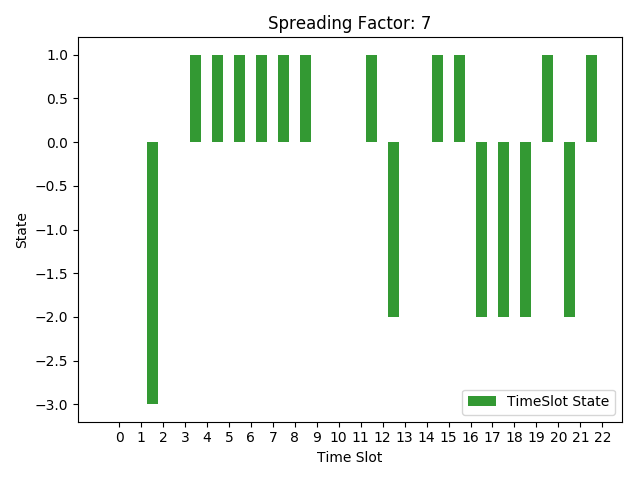 Spreading Factor: 7
1.0
0.5
0.0
−0.5
−1.0
−1.5
−2.0
−2.5
−3.0
State
TimeSlot State
0 1 2 3 4 5 6 7 8 9 10 11 12 13 14 15 16 17 18 19 20 21 22
Time Slot